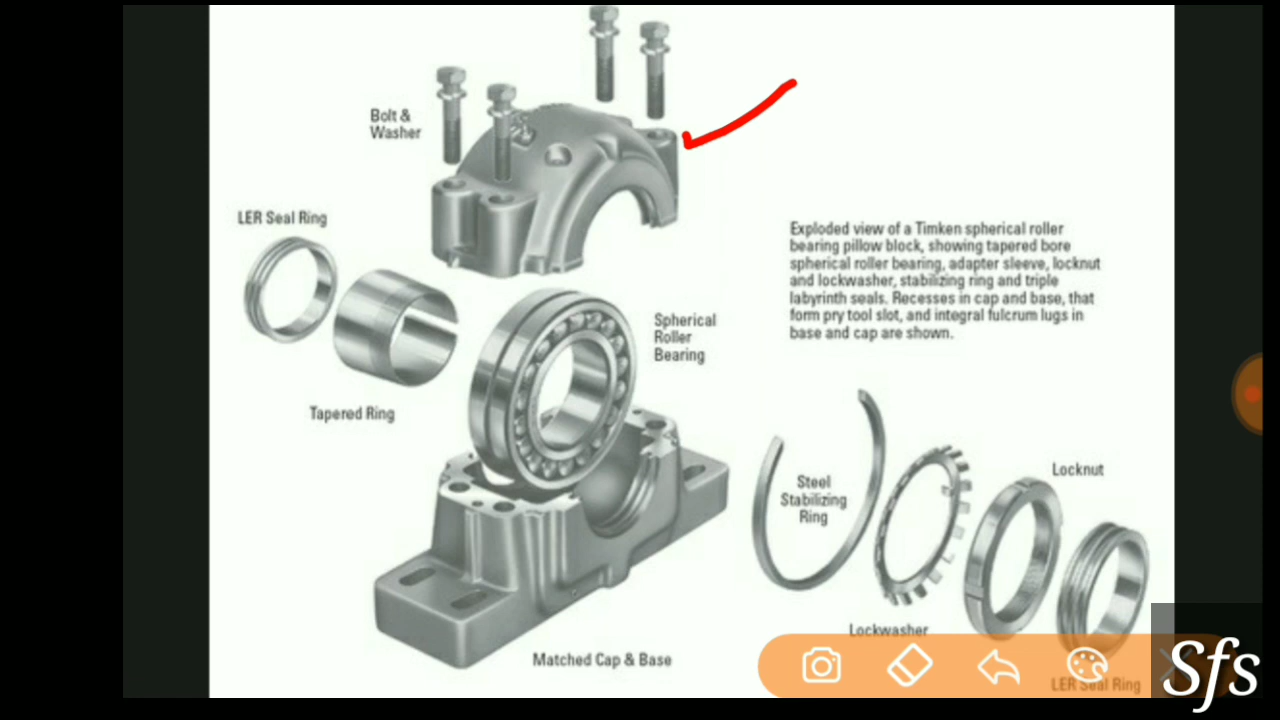 Bolt &
Washer
LER Seal Ring
Exploded view of a Timken spherical roller
bearing pillow block, showing tapered bore
spherical roller bearing, adapter sleeve, locknut
and lockwasher, stabilizing ring and triple
labyrinth seals. Recesses in cap and base, that
form pry tool slot, and integral fulcrum lugs in
base and cap are shown.
Spherical
Roller
Bearing
Tapered Ring
Steel
Stabilizing
Ring
Locknut
Lockwasher
Matched Cap & Base
LER Seal Ring
Sfs